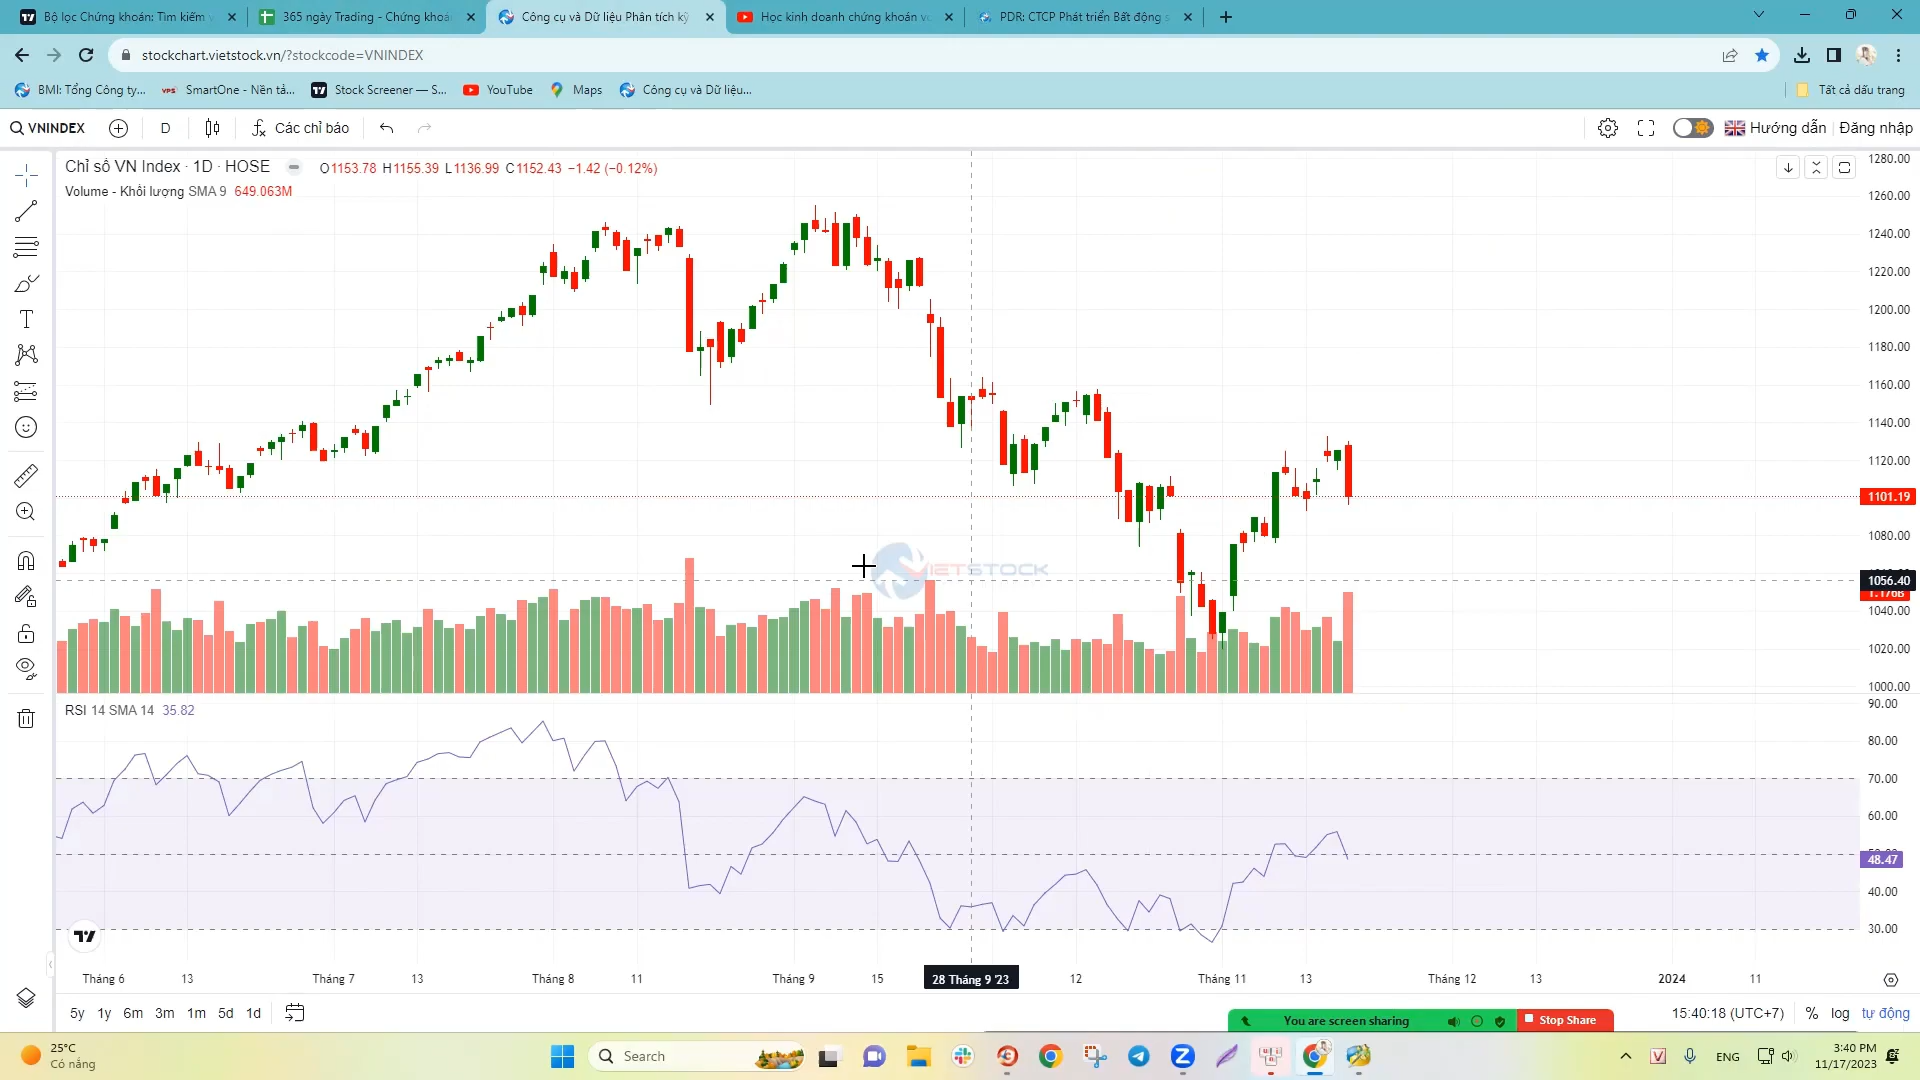 Bộ lọc Chứng khoán: Tìm kiếm
365 ngày Trading - Chứng khoá
Công cụ và Dữ liệu Phân tích kỹ
Học kinh doanh chứng khoán
PDR: CTCP Phát triển Bất động
stockchart.vietstock.vn/?stockcode=VNINDEX
BMI: Tổng Công ty...
SmartOne - Nền tả...
Stock Screener — S...
YouTube
Maps
Công cụ và Dữ liệu...
Tất cả dấu trang
VNINDEX
D
Các chỉ báo
Hướng dẫn
Đăng nhập
Chỉ số VN Index · 1D · HOSE
O1153.78 H1155.39 L1136.99 C1152.43 −1.42 (−0.12%)
Volume - Khối lượng SMA 9 649.063M
1280.00
1260.00
1240.00
1220.00
1200.00
1180.00
1160.00
1140.00
1120.00
1101.19
1080.00
1056.40
1.176B
1040.00
1020.00
1000.00
VIETSTOCK
RSI 14 SMA 14 35.82
90.00
80.00
70.00
60.00
48.47
40.00
30.00
Tháng 6
13
Tháng 7
13
Tháng 8
11
Tháng 9
15
28 Tháng 9 '23
12
Tháng 11
13
Tháng 12
13
2024
11
5y 1y 6m 3m 1m 5d 1d
You are screen sharing
Stop Share
15:40:18 (UTC+7)
% log tự động
25°C
Có nắng
Search
ENG
3:40 PM
11/17/2023